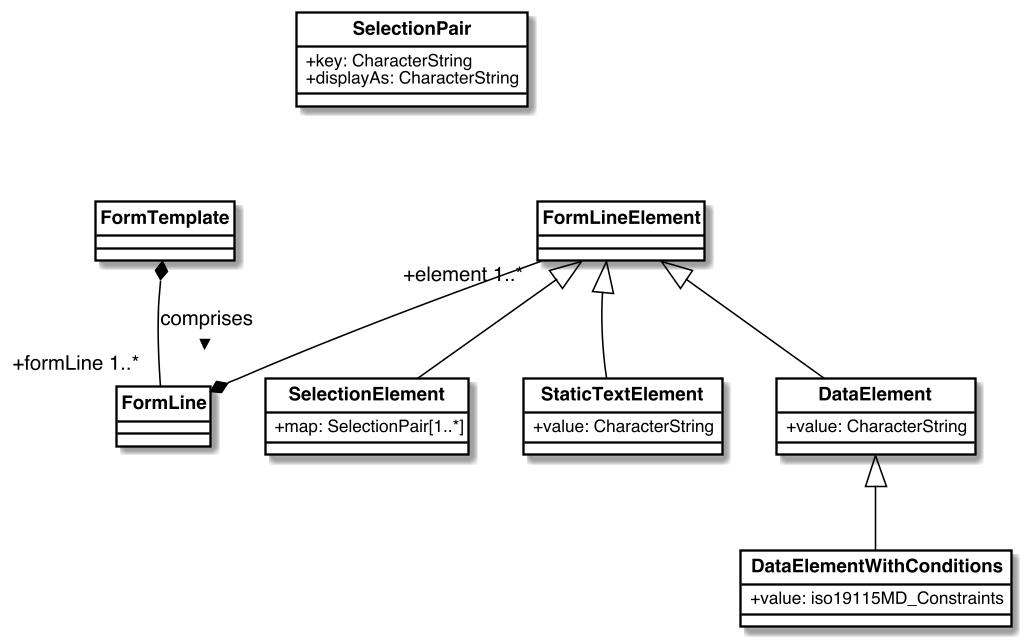 SelectionPair
+key: CharacterString
+displayAs: CharacterString
FormTemplate
FormLineElement
+element 1..*
comprises
▼
+formLine 1..*
FormLine
SelectionElement
+map: SelectionPair[1..*]
StaticTextElement
+value: CharacterString
DataElement
+value: CharacterString
DataElementWithConditions
+value: iso19115MD_Constraints